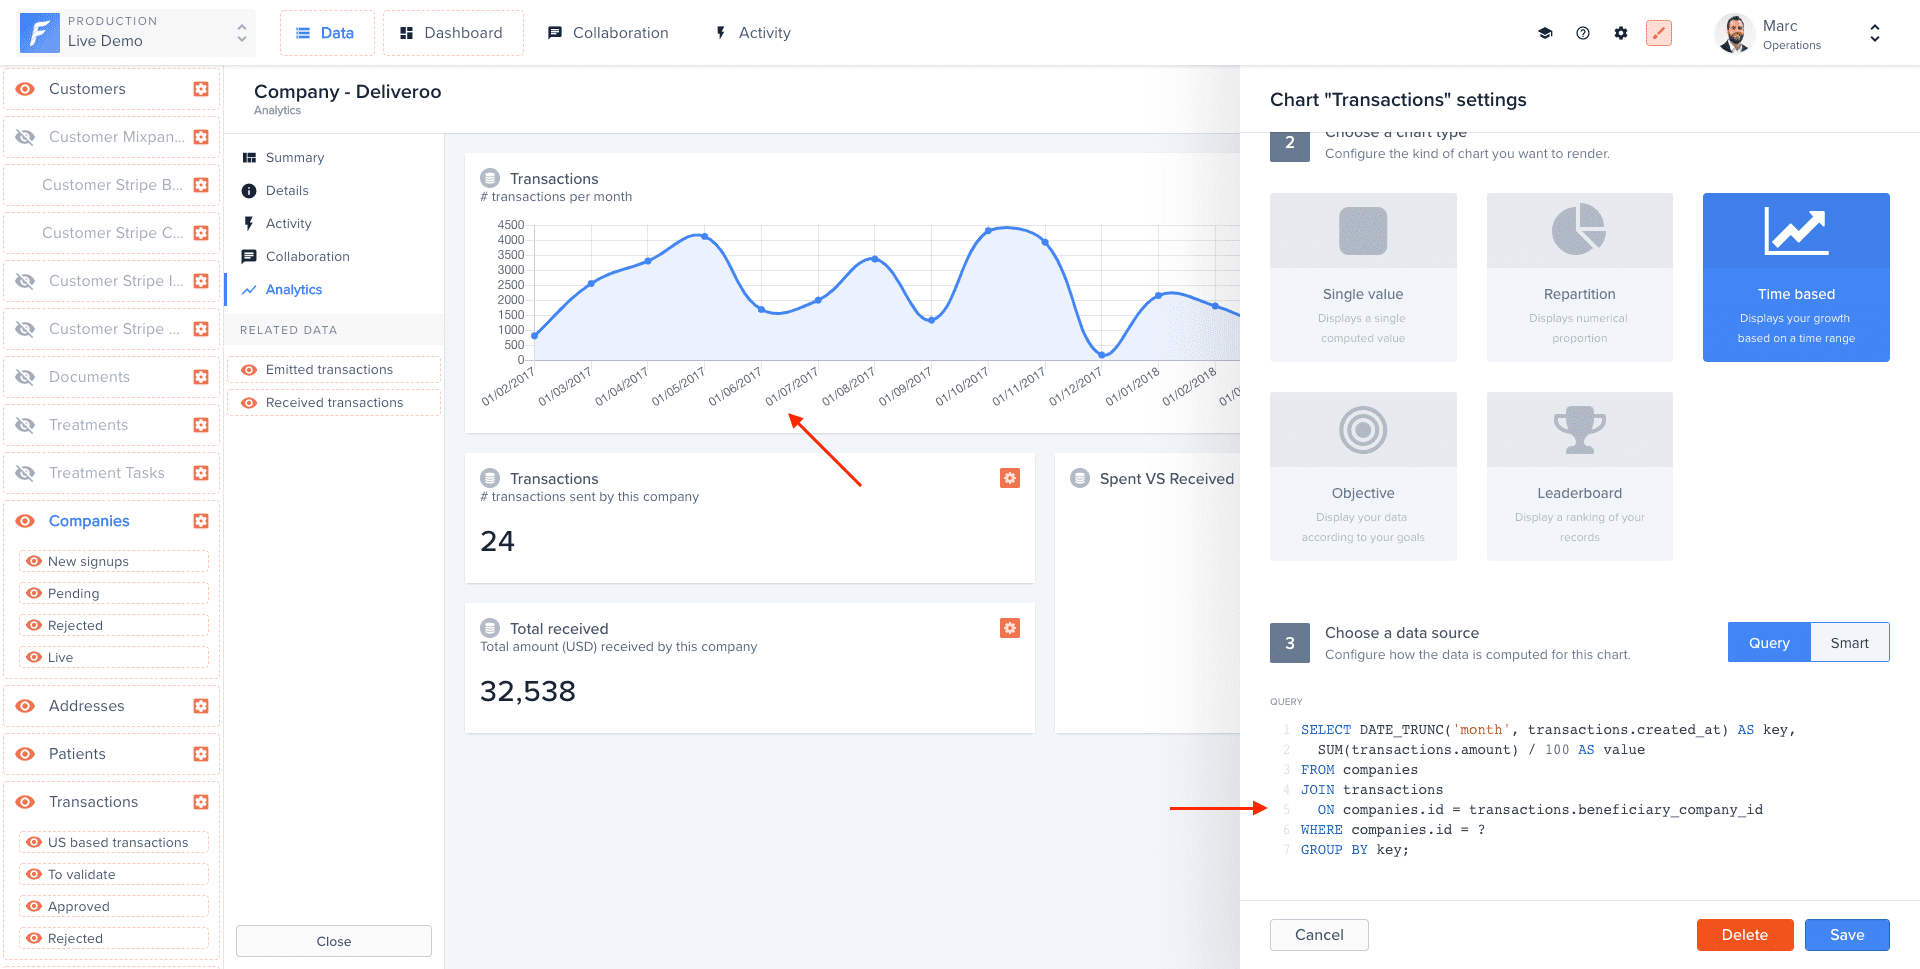 PRODUCTION
Live Demo
Data
Dashboard
Collaboration
Activity
Marc
Operations
Customers
Customer Mixpan...
Customer Stripe B...
Customer Stripe C...
Customer Stripe I...
Customer Stripe ...
Documents
Treatments
Treatment Tasks
Companies
New signups
Pending
Rejected
Live
Addresses
Patients
Transactions
US based transactions
To validate
Approved
Rejected
Company - Deliveroo
Analytics
Summary
Details
Activity
Collaboration
Analytics
RELATED DATA
Emitted transactions
Received transactions
Close
Transactions
# transactions per month
4500
4000
3500
3000
2500
2000
1500
1000
500
0
01/02/2017
01/03/2017
01/04/2017
01/05/2017
01/06/2017
01/07/2017
01/08/2017
01/09/2017
01/10/2017
01/11/2017
01/12/2017
01/01/2018
01/02/2018
Transactions
# transactions sent by this company
24
Spent VS Received
Total received
Total amount (USD) received by this company
32,538
Chart "Transactions" settings
2
Choose a chart type
Configure the kind of chart you want to render.
Single value
Displays a single
computed value
Repartition
Displays numerical
proportion
Time based
Displays your growth
based on a time range
Objective
Display your data
according to your goals
Leaderboard
Display a ranking of your
records
3
Choose a data source
Configure how the data is computed for this chart.
Query
Smart
QUERY
1 SELECT DATE_TRUNC('month', transactions.created_at) AS key,
2 SUM(transactions.amount) / 100 AS value
3 FROM companies
4 JOIN transactions
5 ON companies.id = transactions.beneficiary_company_id
6 WHERE companies.id = ?
7 GROUP BY key;
Cancel
Delete
Save